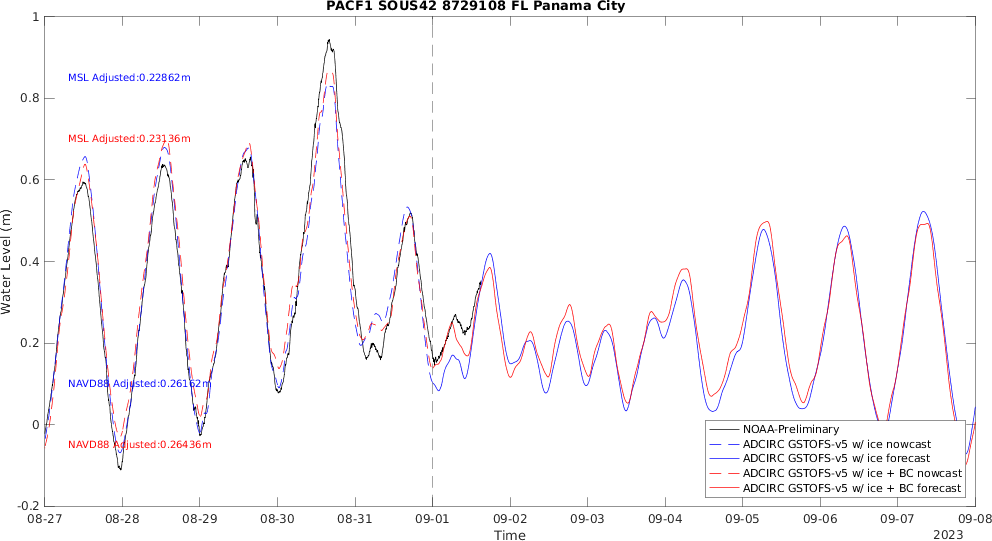 PACF1 SOUS42 8729108 FL Panama City
Water Level (m)
1
0.8
0.6
0.4
0.2
0
-0.2
MSL Adjusted:0.22862m
MSL Adjusted:0.23136m
NAVD88 Adjusted:0.26162m
NAVD88 Adjusted:0.26436m
NOAA-Preliminary
ADCIRC GSTOFS-v5 w/ ice nowcast
ADCIRC GSTOFS-v5 w/ ice forecast
ADCIRC GSTOFS-v5 w/ ice + BC nowcast
ADCIRC GSTOFS-v5 w/ ice + BC forecast
08-27 08-28 08-29 08-30 08-31 09-01 09-02 09-03 09-04 09-05 09-06 09-07 09-08
Time
2023